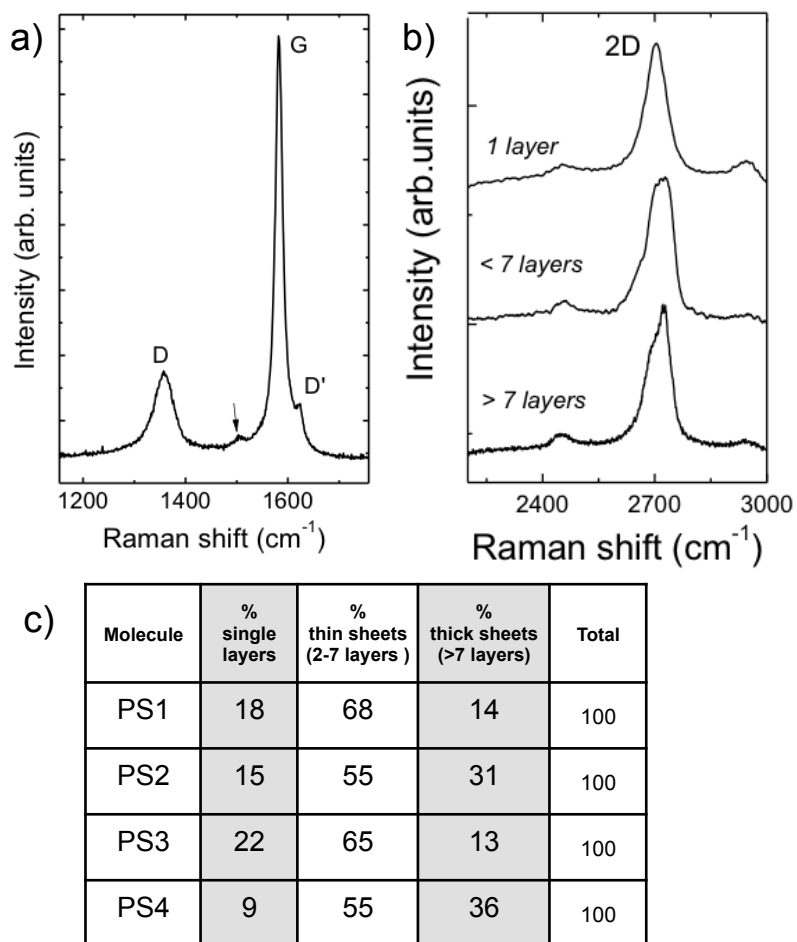 a)
G
D
D'
Intensity (arb. units)
1200 1400 1600
Raman shift (cm⁻¹)
b)
2D
1 layer
< 7 layers
> 7 layers
Intensity (arb.units)
2400 2700 3000
Raman shift (cm⁻¹)
c)
Molecule
%
single
layers
%
thin sheets
(2-7 layers )
%
thick sheets
(>7 layers)
Total
PS1 18 68 14 100
PS2 15 55 31 100
PS3 22 65 13 100
PS4 9 55 36 100